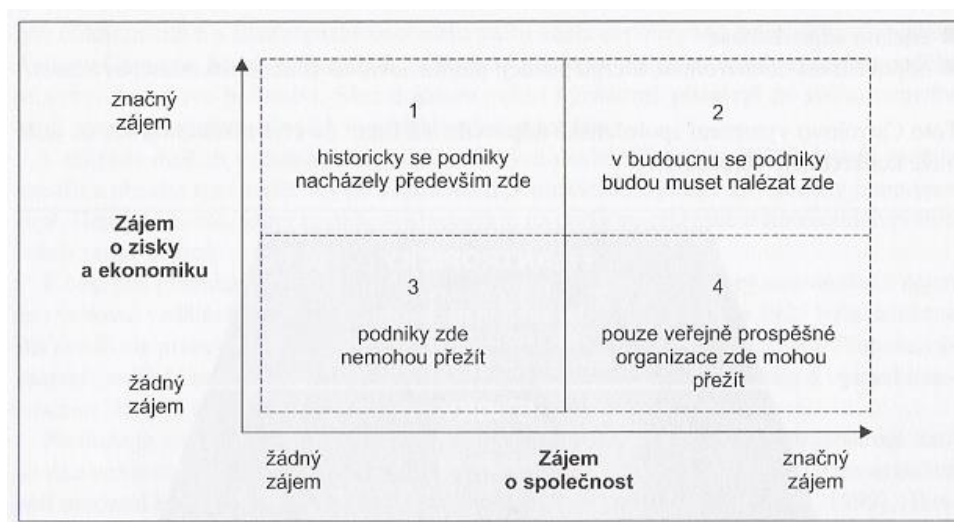 značný
zájem
1
historicky se podniky
nacházely především zde
2
v budoucnu se podniky
budou muset nalézat zde
Zájem
o zisky
a ekonomiku
3
podniky zde
nemohou přežít
4
pouze veřejně prospěšné
organizace zde mohou
přežít
žádný
zájem
žádný
zájem
Zájem
o společnost
značný
zájem